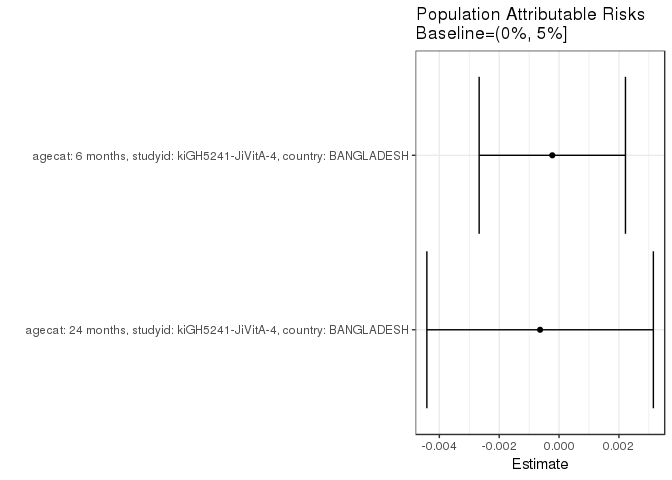 Population Attributable Risks
Baseline=(0%, 5%]
agecat: 6 months, studyid: kiGH5241-JiVitA-4, country: BANGLADESH
agecat: 24 months, studyid: kiGH5241-JiVitA-4, country: BANGLADESH
-0.004 -0.002 0.000 0.002
Estimate